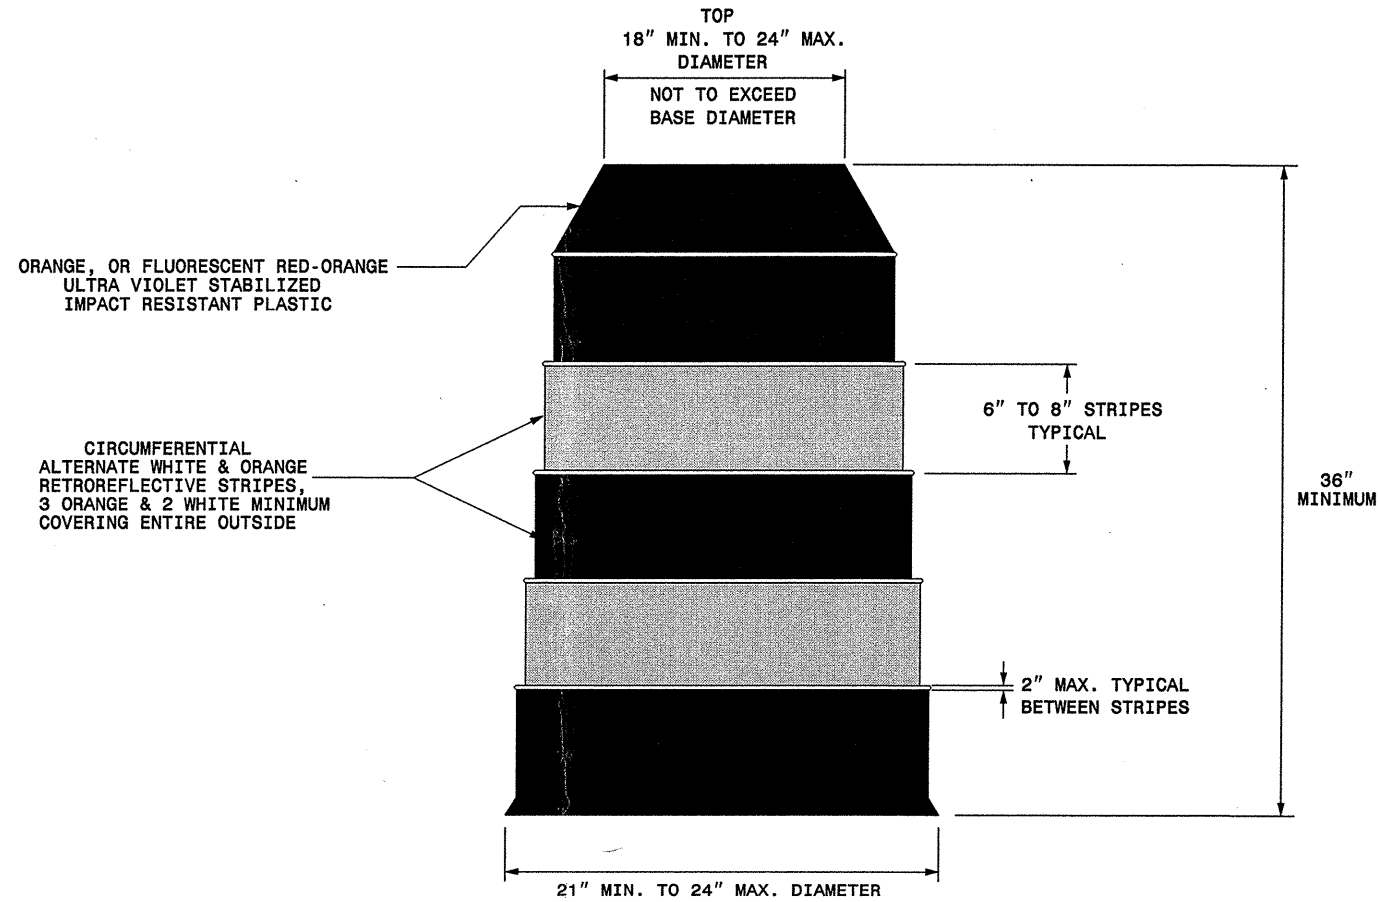 TOP
18" MIN. TO 24" MAX.
DIAMETER
NOT TO EXCEED
BASE DIAMETER
ORANGE, OR FLUORESCENT RED-ORANGE
ULTRA VIOLET STABILIZED
IMPACT RESISTANT PLASTIC
6" TO 8" STRIPES
TYPICAL
CIRCUMFERENTIAL
ALTERNATE WHITE & ORANGE
RETROREFLECTIVE STRIPES,
3 ORANGE & 2 WHITE MINIMUM
COVERING ENTIRE OUTSIDE
36"
MINIMUM
2" MAX. TYPICAL
BETWEEN STRIPES
21" MIN. TO 24" MAX. DIAMETER